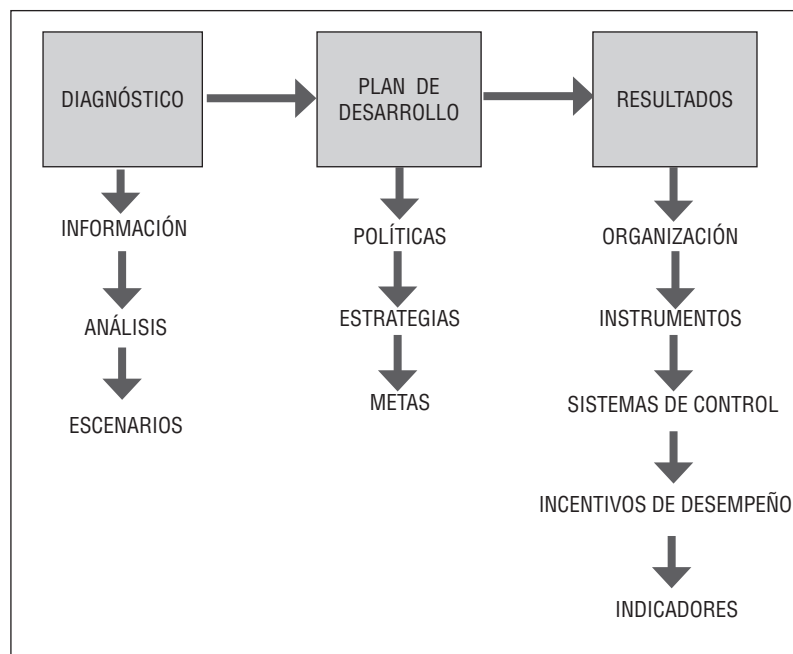 DIAGNÓSTICO
PLAN DE
DESARROLLO
RESULTADOS
INFORMACIÓN
ANÁLISIS
ESCENARIOS
POLÍTICAS
ESTRATEGIAS
METAS
ORGANIZACIÓN
INSTRUMENTOS
SISTEMAS DE CONTROL
INCENTIVOS DE DESEMPEÑO
INDICADORES